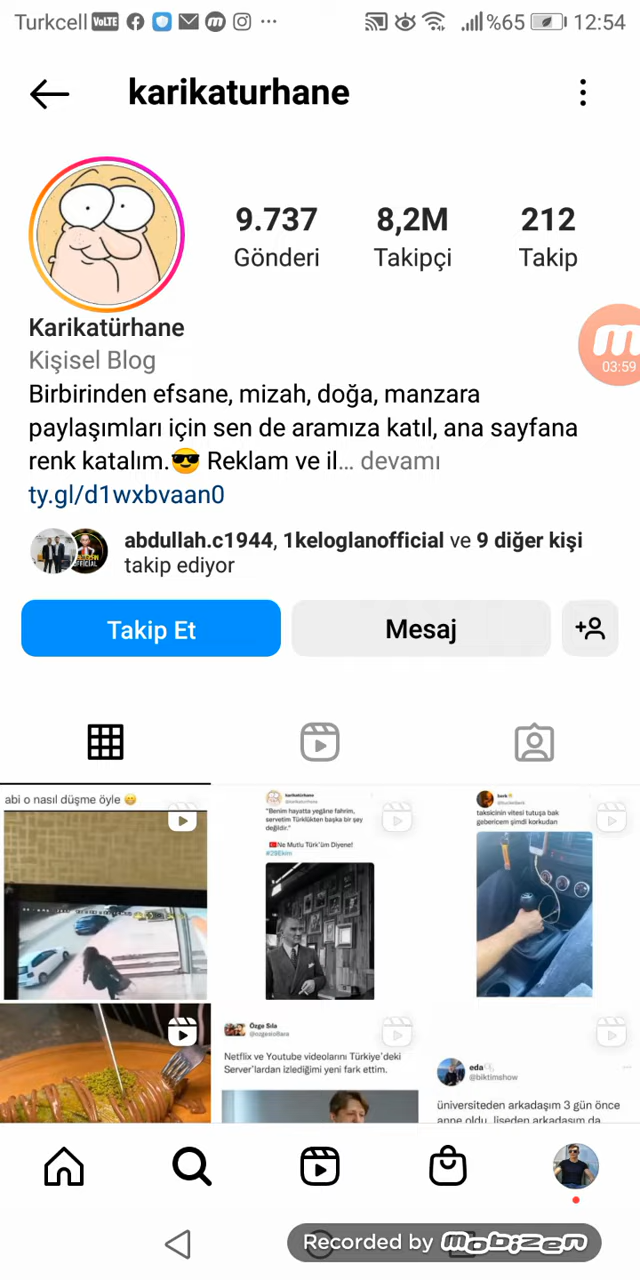 Turkcell VoLTE %65 12:54
karikaturhane
9.737 8,2M 212
Gönderi Takipçi Takip
Karikatürhane
Kişisel Blog
Birbirinden efsane, mizah, doğa, manzara
paylaşımları için sen de aramıza katıl, ana sayfana
renk katalım.😎 Reklam ve il... devamı
ty.gl/d1wxbvaan0
03:59
abdullah.c1944, 1keloglanofficial ve 9 diğer kişi
takip ediyor
Takip Et Mesaj
abi o nasıl düşme öyle 😁
karikatürhane
"Benim hayatta yegâne fahrim,
servetim Türklükten başka bir şey
değildir."
🇹🇷Ne Mutlu Türk'üm Diyene!
taksicinin vitesi tutuşa bak
gebericem şimdi korkudan
Özge Sıla
Netflix ve Youtube videolarını Türkiye'deki
Server'lardan izlediğimi yeni fark ettim.
eda
@biktimshow
üniversiteden arkadaşım 3 gün önce
anne oldu, liseden arkadaşım da
Recorded by mobizen